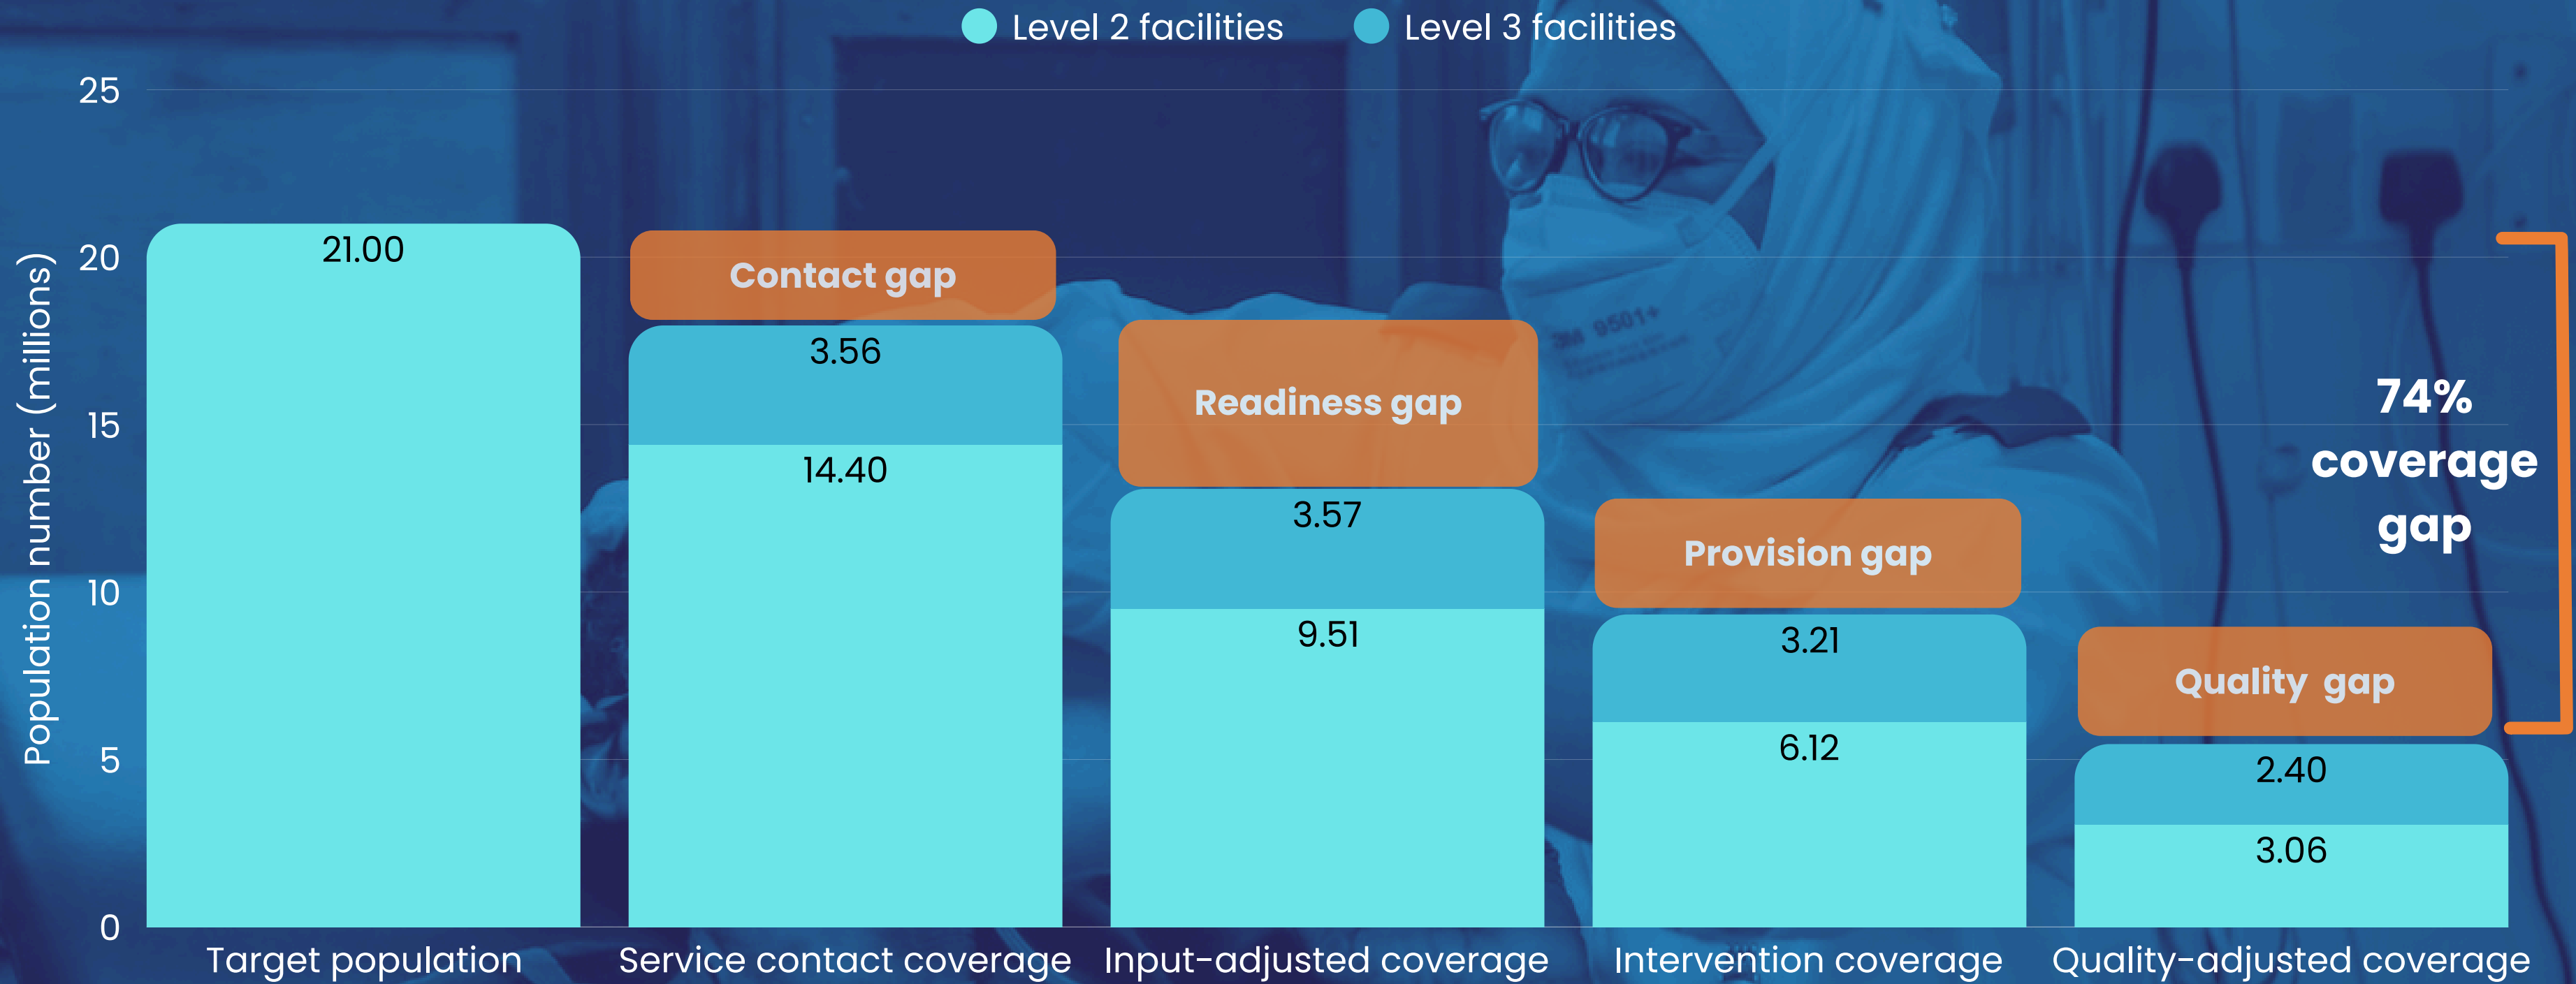 Level 2 facilities
Level 3 facilities
Population number (millions)
25
20
15
10
5
0
21.00
Contact gap
3.56
14.40
Readiness gap
3.57
9.51
Provision gap
3.21
6.12
Quality gap
2.40
3.06
74%
coverage
gap
3M 9501+
Target population
Service contact coverage
Input-adjusted coverage
Intervention coverage
Quality-adjusted coverage